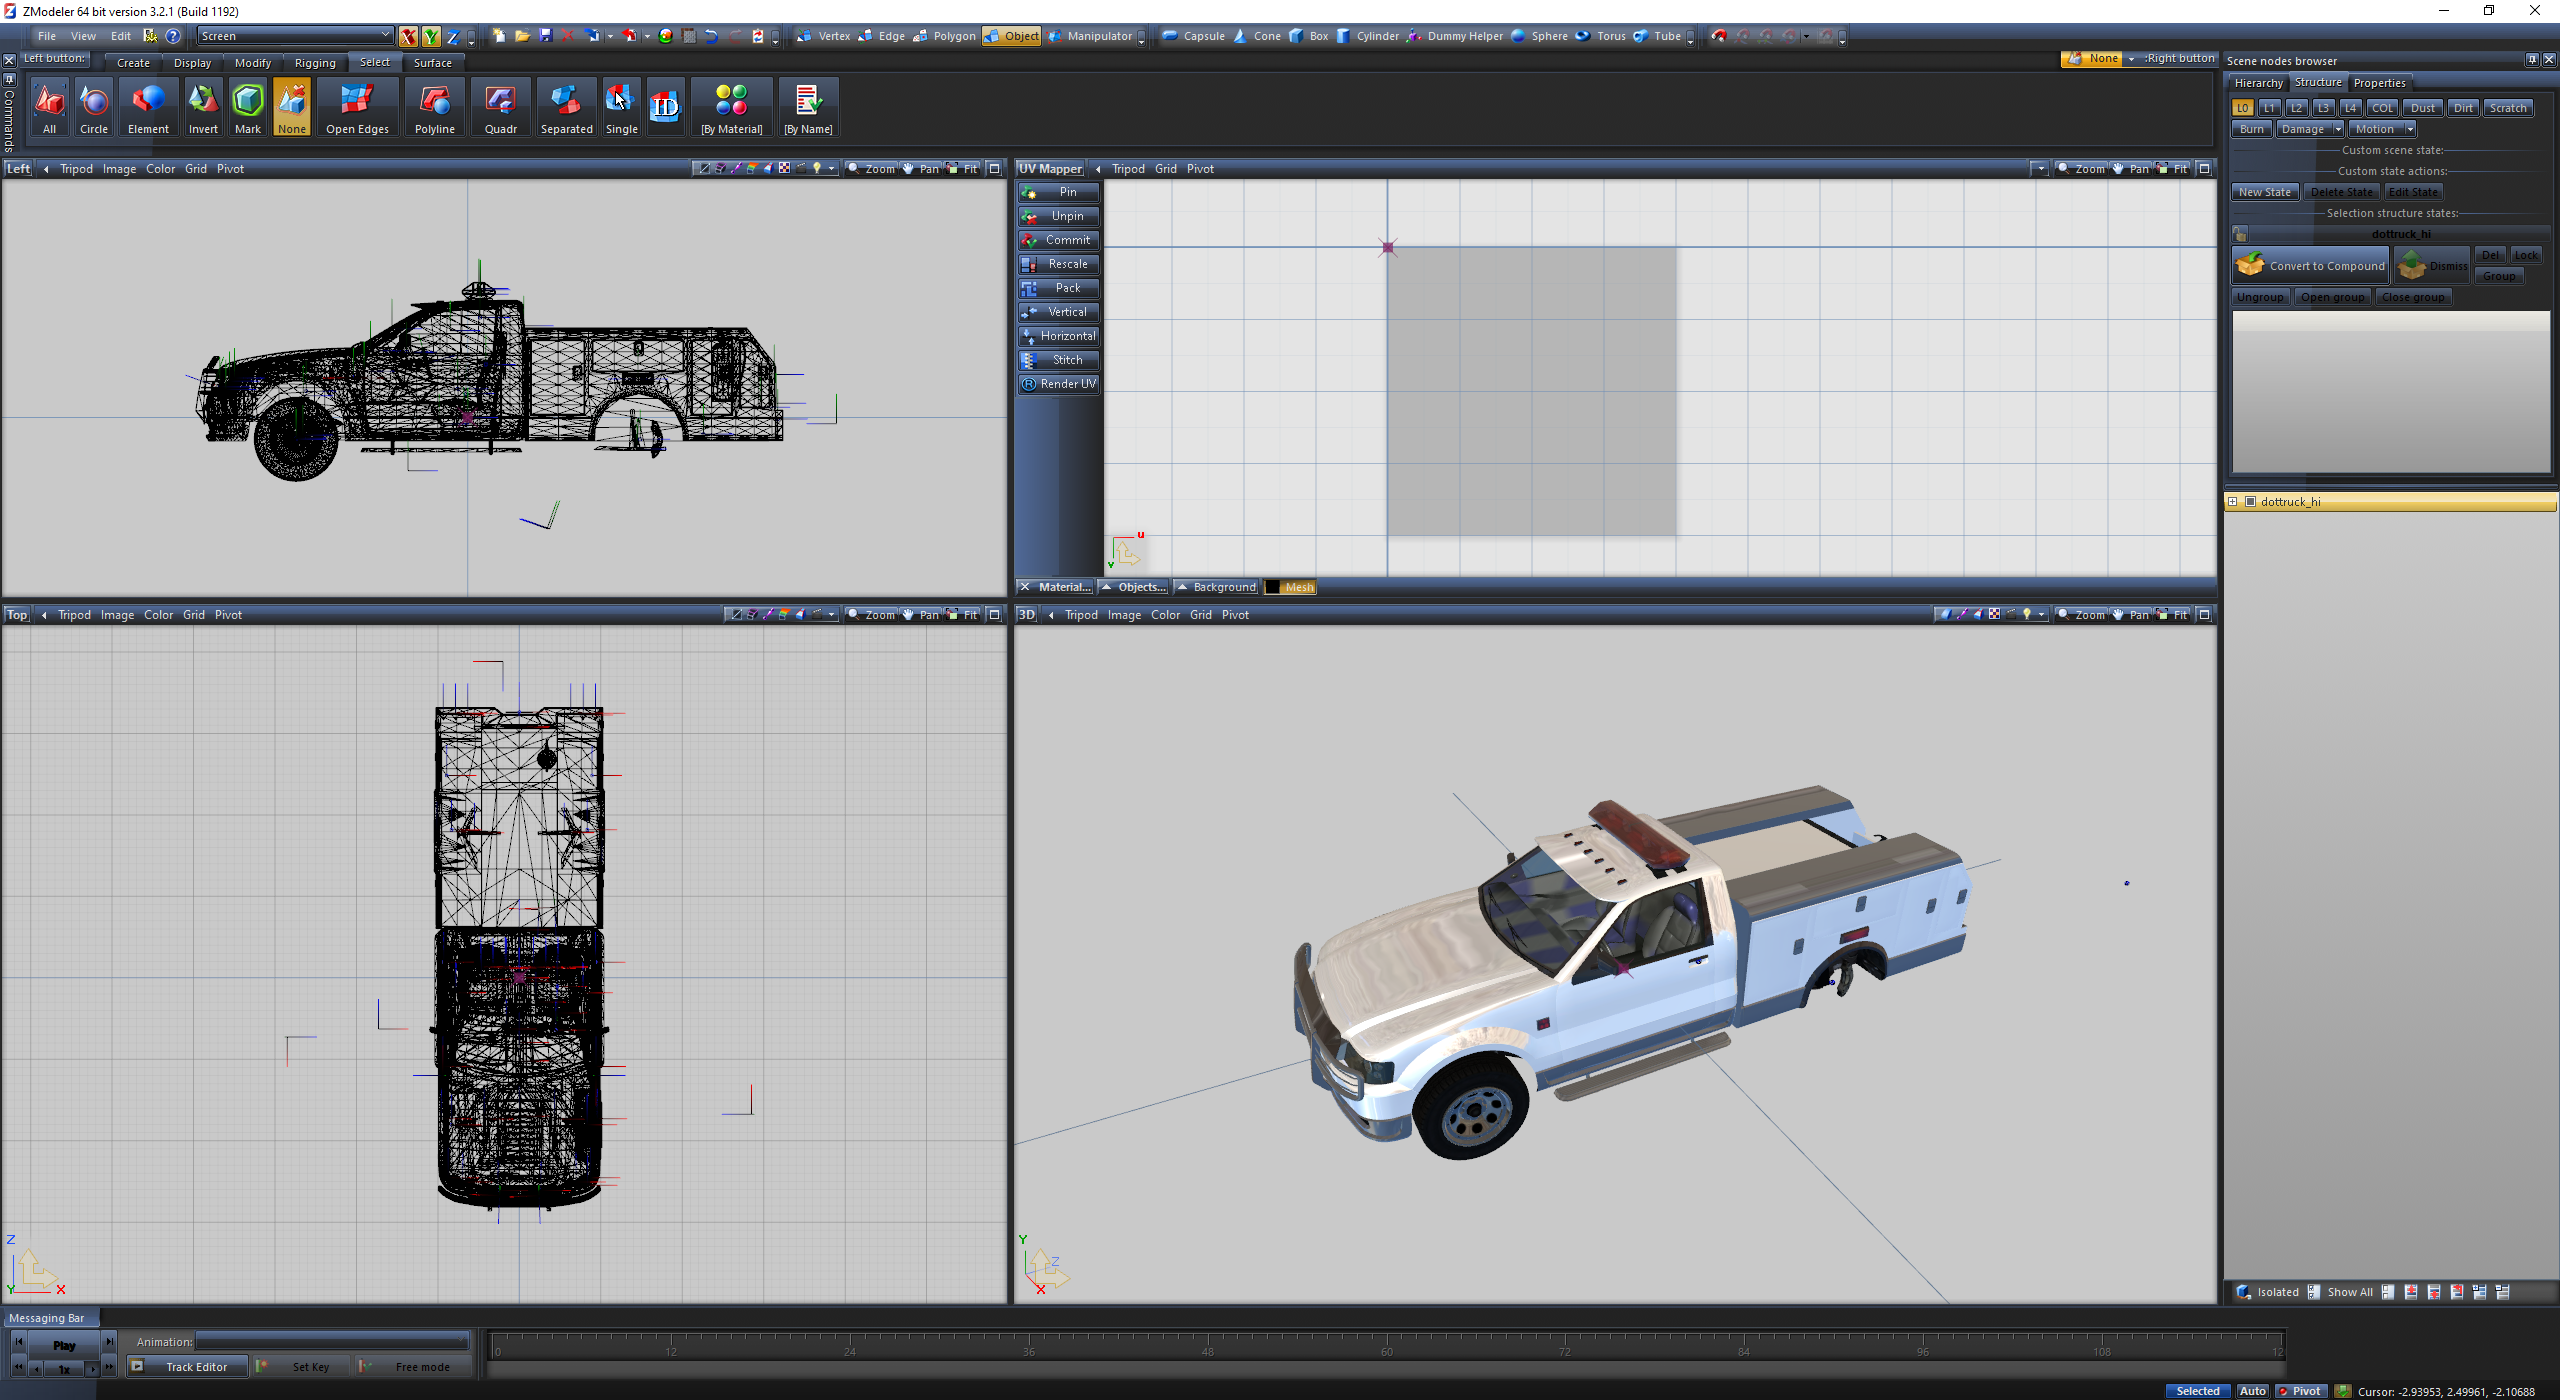 ZModeler 64 bit version 3.2.1 (Build 1192)
File View Edit Screen X Y Z Vertex Edge Polygon Object Manipulator Capsule Cone Box Cylinder Dummy Helper Sphere Torus Tube
Left button: Create Display Modify Rigging Select Surface None :Right button
Commands
All Circle Element Invert Mark None Open Edges Polyline Quadr Separated Single ID [By Material] [By Name]
Scene nodes browser
Hierarchy Structure Properties
L0 L1 L2 L3 L4 COL Dust Dirt Scratch
Burn Damage Motion
Custom scene state:
Custom state actions:
New State Delete State Edit State
Selection structure states:
dottruck_hi
Convert to Compound Dismiss Del Lock
Group
Ungroup Open group Close group
dottruck_hi
Isolated Show All
Left Tripod Image Color Grid Pivot Zoom Pan Fit
UV Mapper Tripod Grid Pivot Zoom Pan Fit
Pin
Unpin
Commit
Rescale
Pack
Vertical
Horizontal
Stitch
Render UV
u
v
Material... Objects... Background Mesh
Top Tripod Image Color Grid Pivot Zoom Pan Fit
Z
Y X
3D Tripod Image Color Grid Pivot Zoom Pan Fit
Y
Z
X
Messaging Bar
Play
1x
Animation:
Track Editor Set Key Free mode
0 12 24 36 48 60 72 84 96 108 12
Selected Auto Pivot Cursor: -2.93953, 2.49961, -2.10688